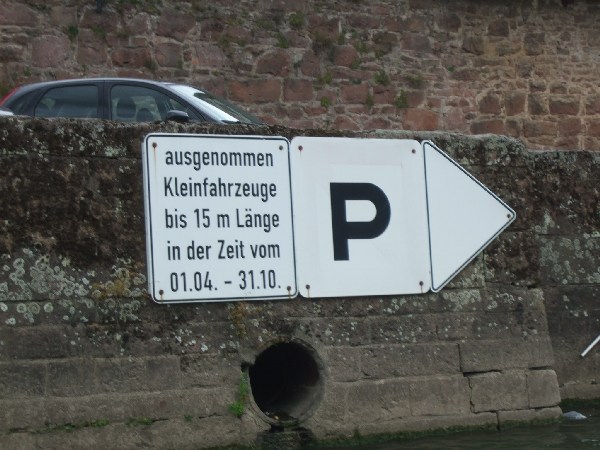 ausgenommen
Kleinfahrzeuge
bis 15 m Länge
in der Zeit vom
01.04. - 31.10.
P